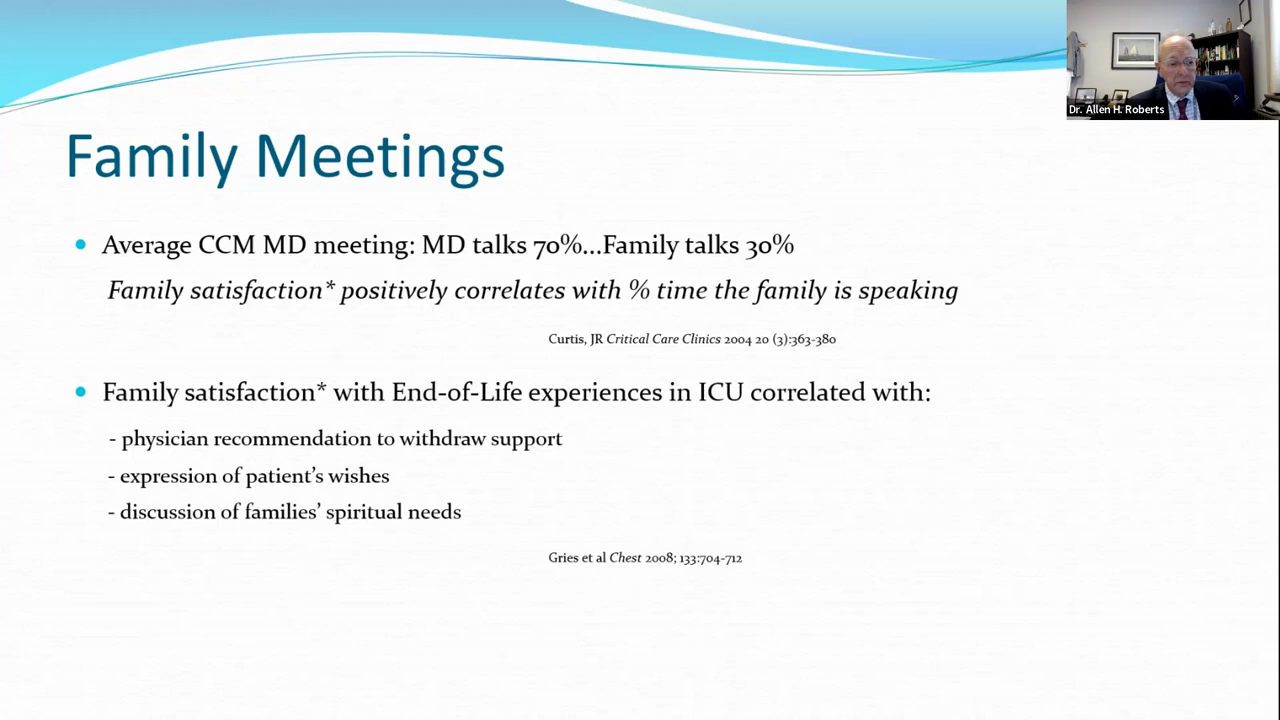 Dr. Allen H. Roberts
Family Meetings
• Average CCM MD meeting: MD talks 70%...Family talks 30%
Family satisfaction* positively correlates with % time the family is speaking
Curtis, JR Critical Care Clinics 2004 20 (3):363-380
• Family satisfaction* with End-of-Life experiences in ICU correlated with:
- physician recommendation to withdraw support
- expression of patient's wishes
- discussion of families' spiritual needs
Gries et al Chest 2008; 133:704-712